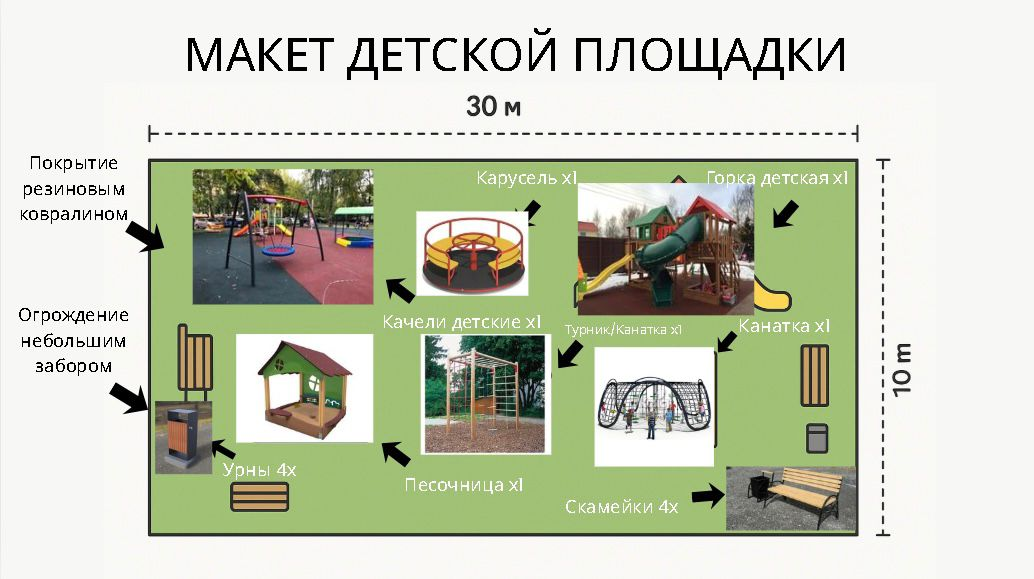 МАКЕТ ДЕТСКОЙ ПЛОЩАДКИ
30 м
Покрытие
резиновым
ковралином
Карусель x1
Горка детская x1
Огрождение
небольшим
забором
Качели детские x1
Турник/Канатка x1
Канатка x1
10 m
Урны 4x
Песочница x1
Скамейки 4x